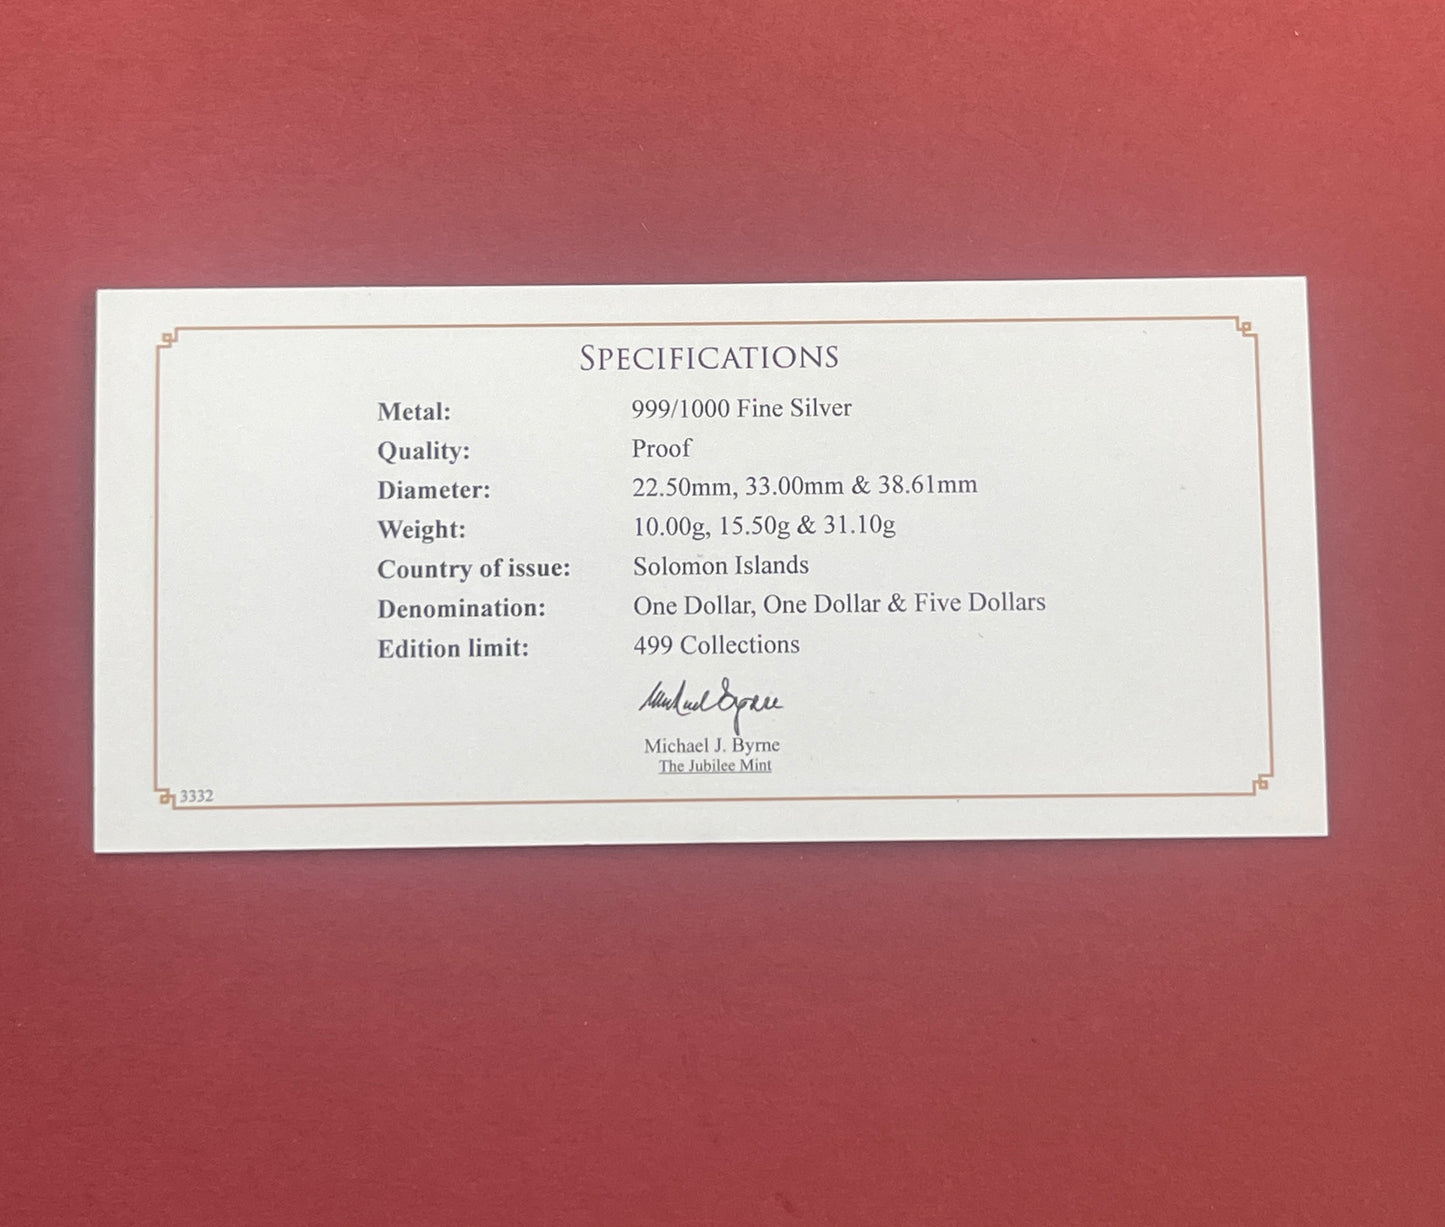 SPECIFICATIONS
Metal: 999/1000 Fine Silver
Quality: Proof
Diameter: 22.50mm, 33.00mm & 38.61mm
Weight: 10.00g, 15.50g & 31.10g
Country of issue: Solomon Islands
Denomination: One Dollar, One Dollar & Five Dollars
Edition limit: 499 Collections
Michael Byrne
Michael J. Byrne
The Jubilee Mint
3332